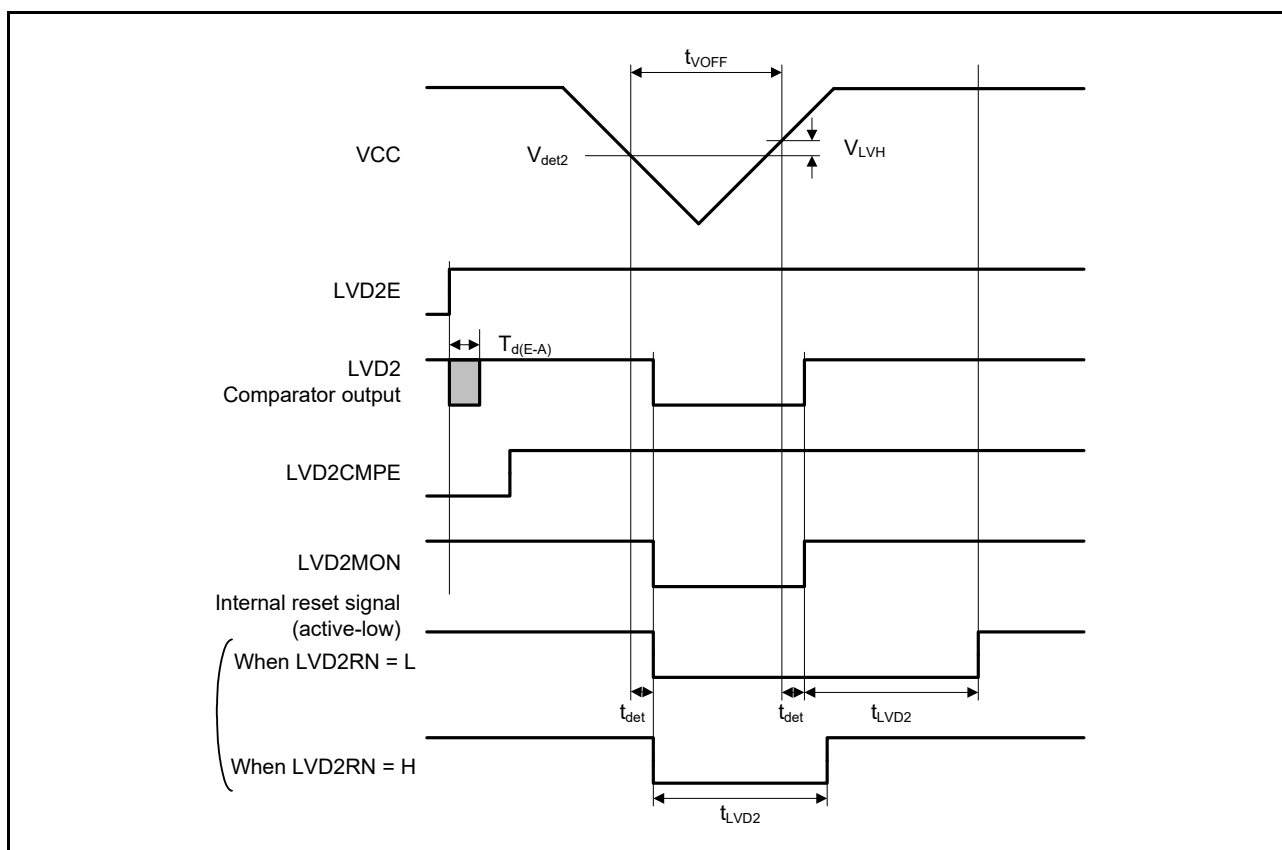 tVOFF
VCC
Vdet2
VLVH
LVD2E
Td(E-A)
LVD2
Comparator output
LVD2CMPE
LVD2MON
Internal reset signal
(active-low)
When LVD2RN = L
tdet
tdet
tLVD2
When LVD2RN = H
tLVD2